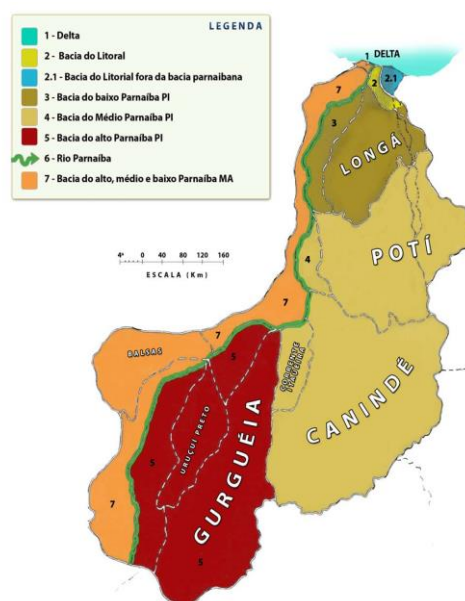 LEGENDA
1 - Delta
2 - Bacia do Litoral
2.1 - Bacia do Litorial fora da bacia parnaibana
3 - Bacia do baixo Parnaíba PI
4 - Bacia do Médio Parnaíba PI
5 - Bacia do alto Parnaíba PI
6 - Rio Parnaíba
7 - Bacia do alto, médio e baixo Parnaíba MA
1 DELTA
2 2.1
7
3
LONGÁ
POTÍ
4
4ª 0 40 120 160
ESCALA (Km)
7
7
BALSAS
5
CANINDÉ
URUÇUÍ PRETO
GURGUÉIA
5
7
5